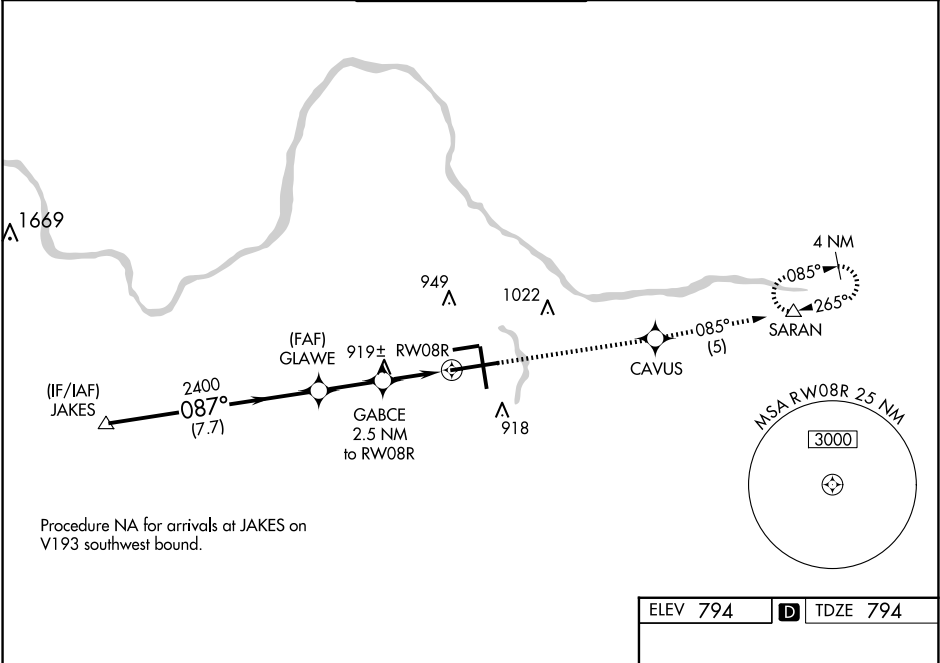 1669
4 NM
085°
265°
SARAN
949
1022
085°
(5)
CAVUS
(FAF)
GLAWE
919±
RW08R
(IF/IAF)
JAKES
2400
087°
(7.7)
GABCE
2.5 NM
to RW08R
918
MSA RW08R 25 NM
3000
Procedure NA for arrivals at JAKES on
V193 southwest bound.
ELEV 794 D TDZE 794